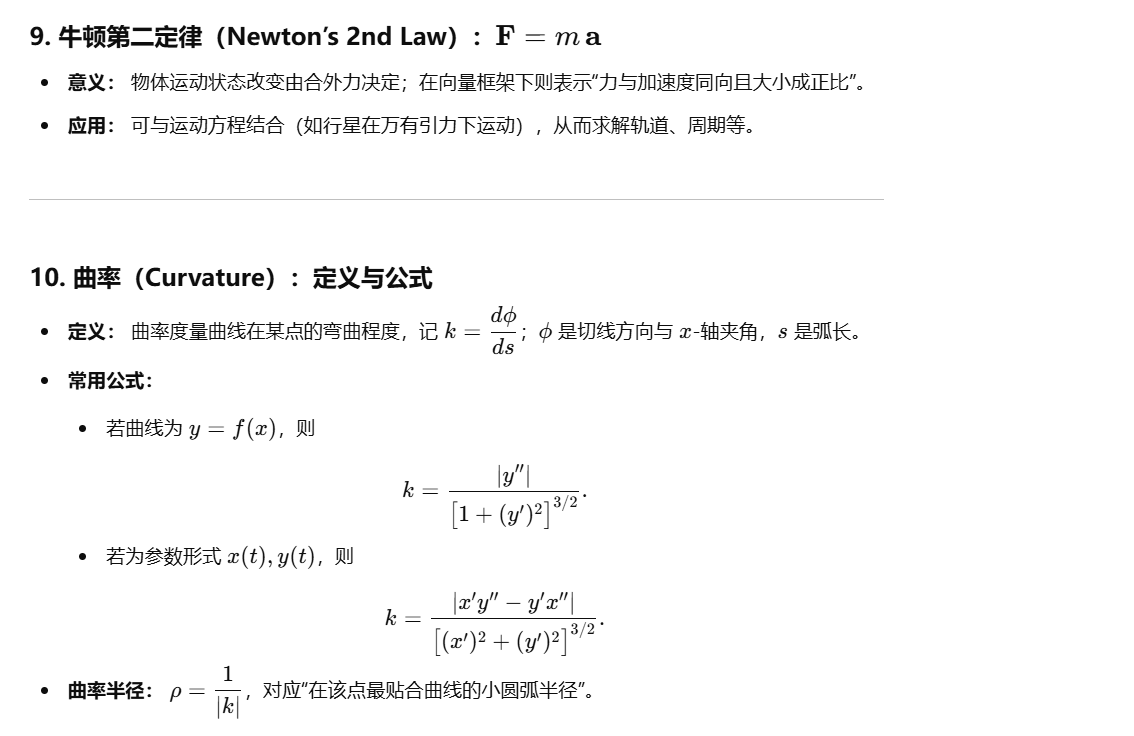 9. 牛顿第二定律（Newton’s 2nd Law）：F = m a
• 意义： 物体运动状态改变由合外力决定；在向量框架下则表示“力与加速度同向且大小成正比”。
• 应用： 可与运动方程结合（如行星在万有引力下运动），从而求解轨道、周期等。
10. 曲率（Curvature）：定义与公式
• 定义： 曲率度量曲线在某点的弯曲程度，记 k = dϕ/ds；ϕ 是切线方向与 x-轴夹角，s 是弧长。
• 常用公式：
• 若曲线为 y = f(x)，则
k = |y′′| / [1 + (y′)²]^{3/2}.
• 若为参数形式 x(t), y(t)，则
k = |x′y′′ − y′x′′| / [(x′)² + (y′)²]^{3/2}.
• 曲率半径： ρ = 1/|k|，对应“在该点最贴合曲线的小圆弧半径”。